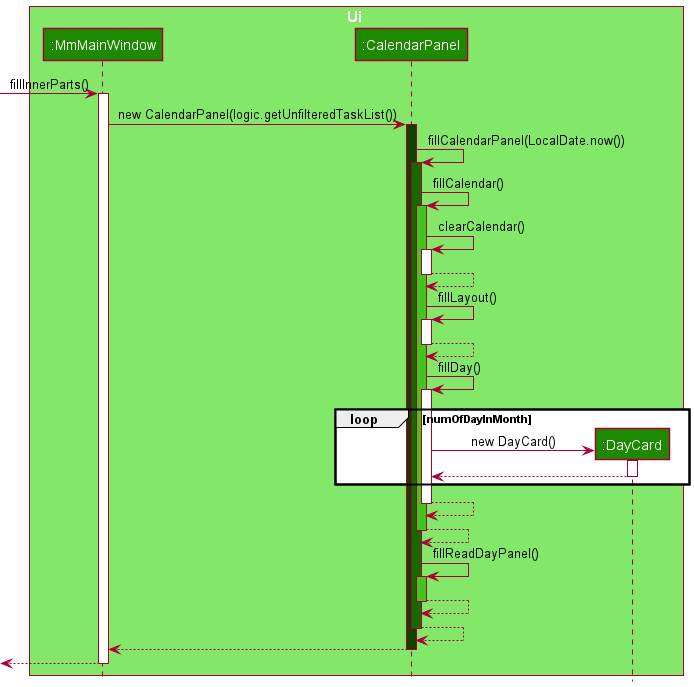 Ui
:MmMainWindow
:CalendarPanel
fillInnerParts()
new CalendarPanel(logic.getUnfilteredTaskList())
fillCalendarPanel(LocalDate.now())
fillCalendar()
clearCalendar()
fillLayout()
fillDay()
loop [numOfDayInMonth]
new DayCard()
:DayCard
fillReadDayPanel()